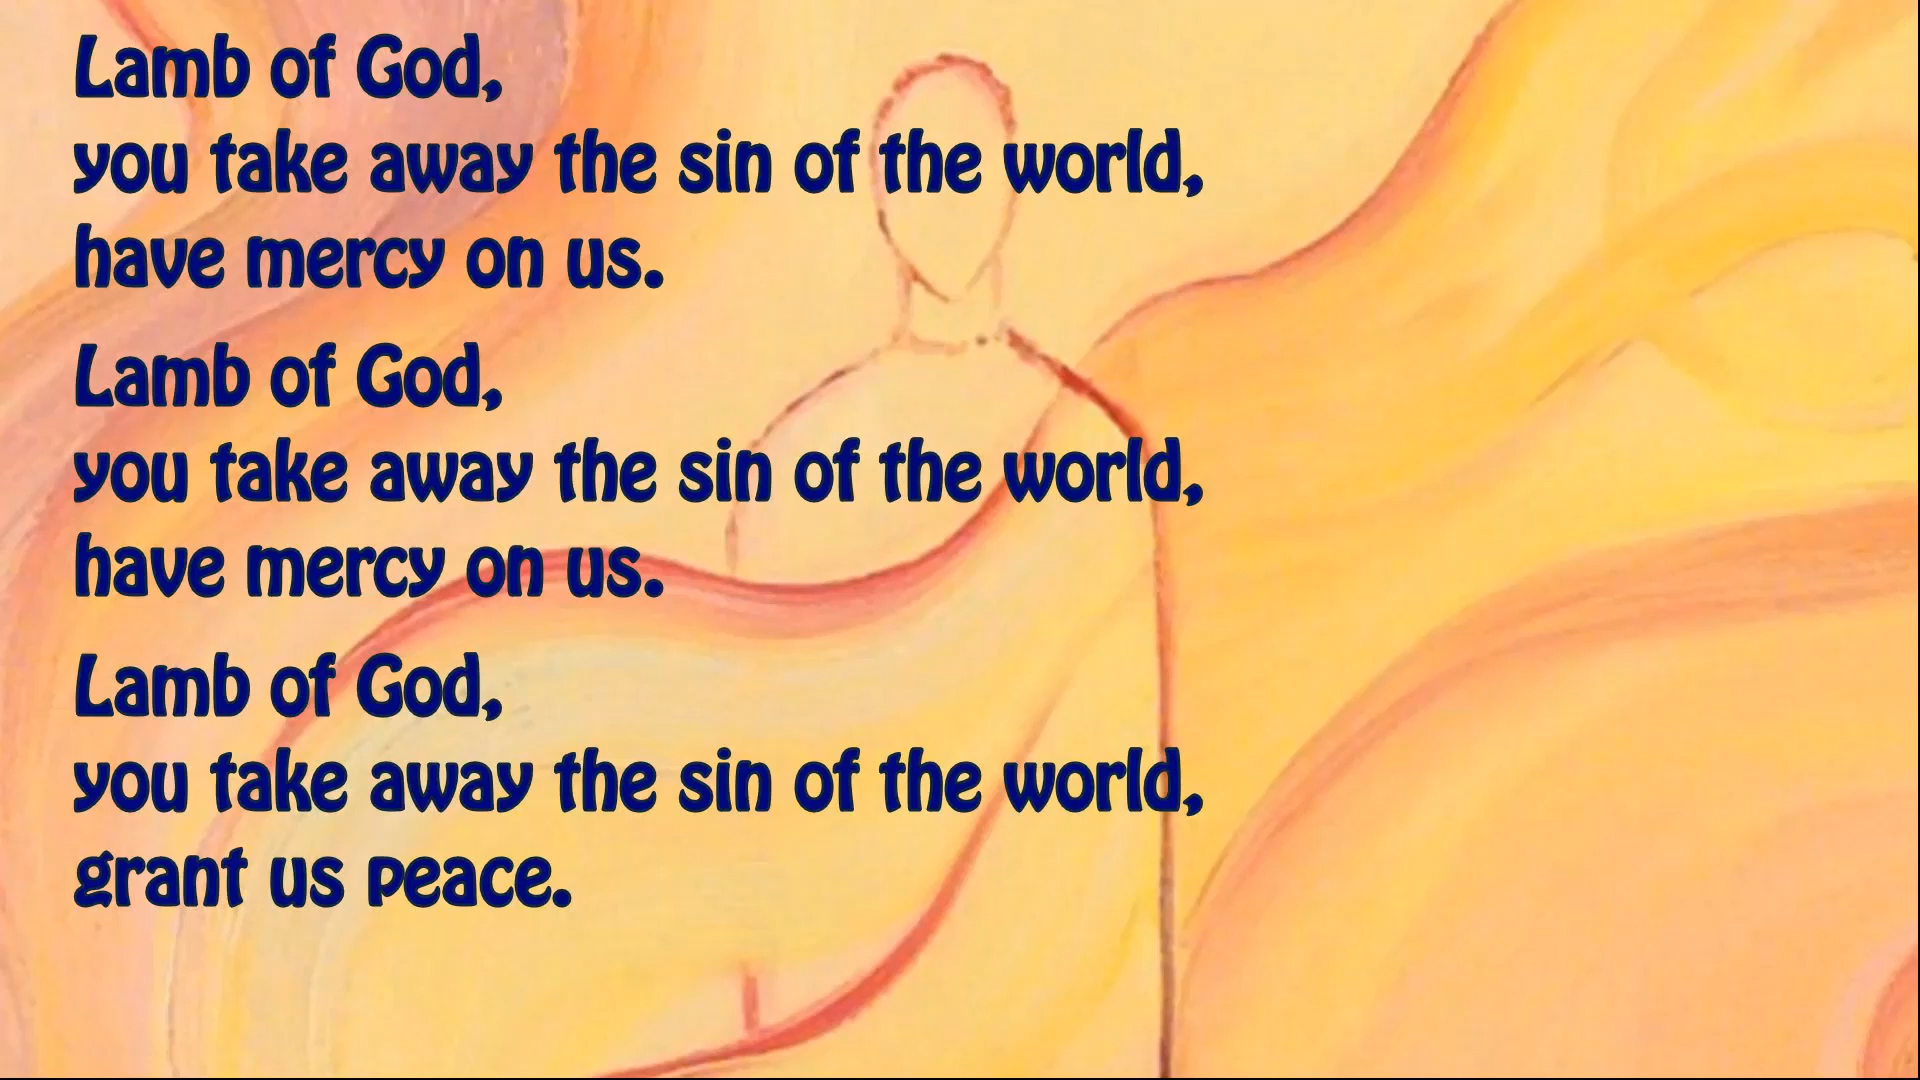 Lamb of God,
you take away the sin of the world,
have mercy on us.
Lamb of God,
you take away the sin of the world,
have mercy on us.
Lamb of God,
you take away the sin of the world,
grant us peace.